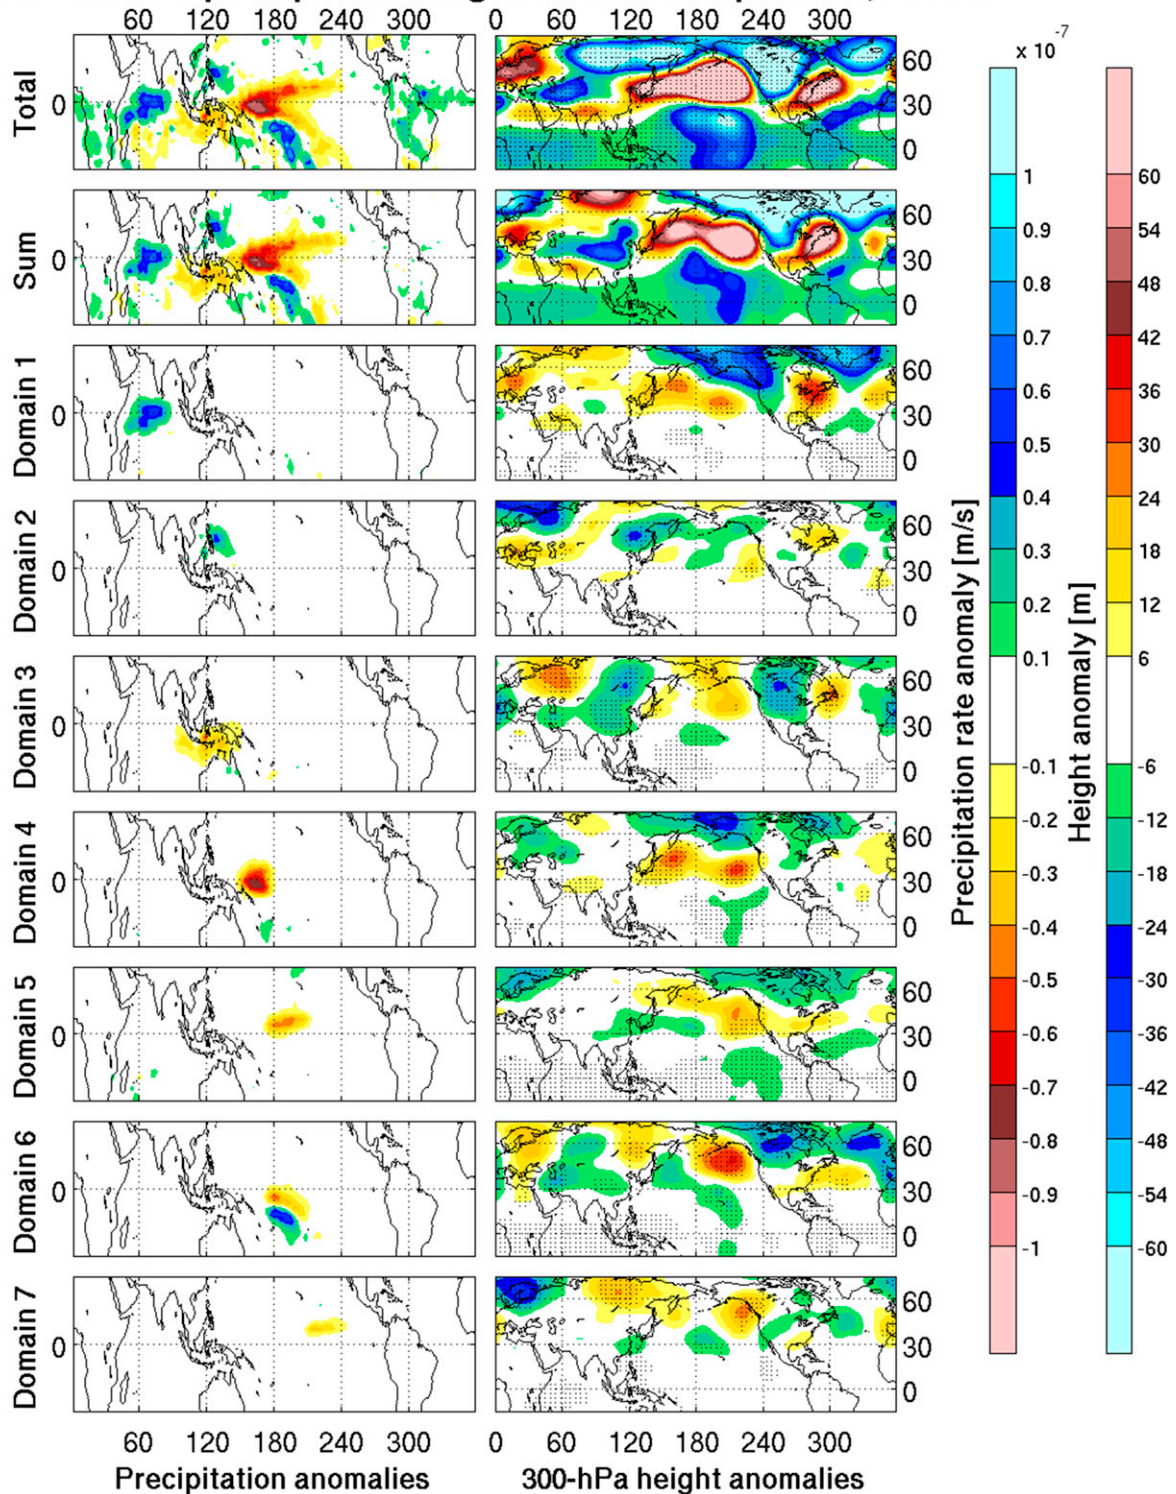 60 120 180 240 300 0 60 120 180 240 300
x 10⁻⁷
Total 0 60 30 0
Sum 0 60 30 0
Domain 1 0 60 30 0
Domain 2 0 60 30 0
Domain 3 0 60 30 0
Domain 4 0 60 30 0
Domain 5 0 60 30 0
Domain 6 0 60 30 0
Domain 7 0 60 30 0
60 120 180 240 300 0 60 120 180 240 300
Precipitation anomalies 300-hPa height anomalies
Precipitation rate anomaly [m/s]
1
0.9
0.8
0.7
0.6
0.5
0.4
0.3
0.2
0.1
-0.1
-0.2
-0.3
-0.4
-0.5
-0.6
-0.7
-0.8
-0.9
-1
Height anomaly [m]
60
54
48
42
36
30
24
18
12
6
-6
-12
-18
-24
-30
-36
-42
-48
-54
-60